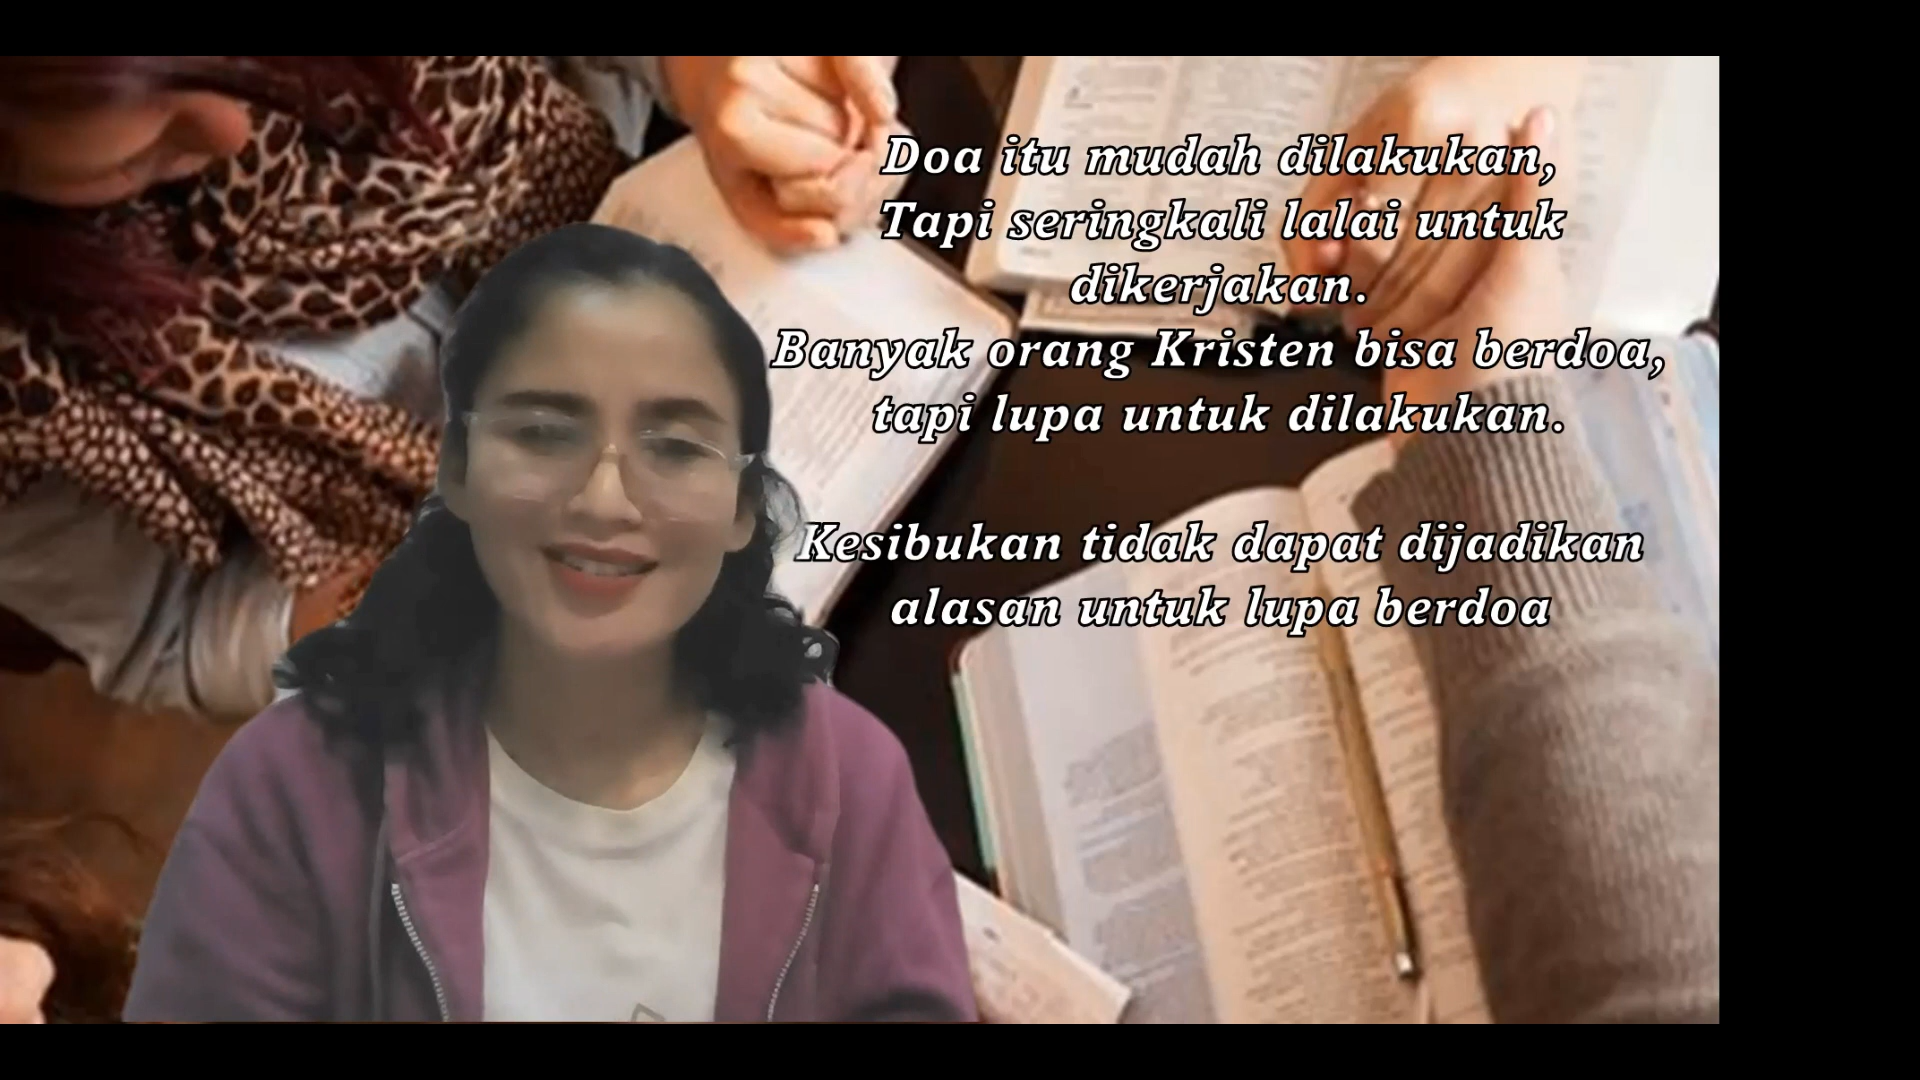 Doa itu mudah dilakukan,
Tapi seringkali lalai untuk
dikerjakan.
Banyak orang Kristen bisa berdoa,
tapi lupa untuk dilakukan.
Kesibukan tidak dapat dijadikan
alasan untuk lupa berdoa